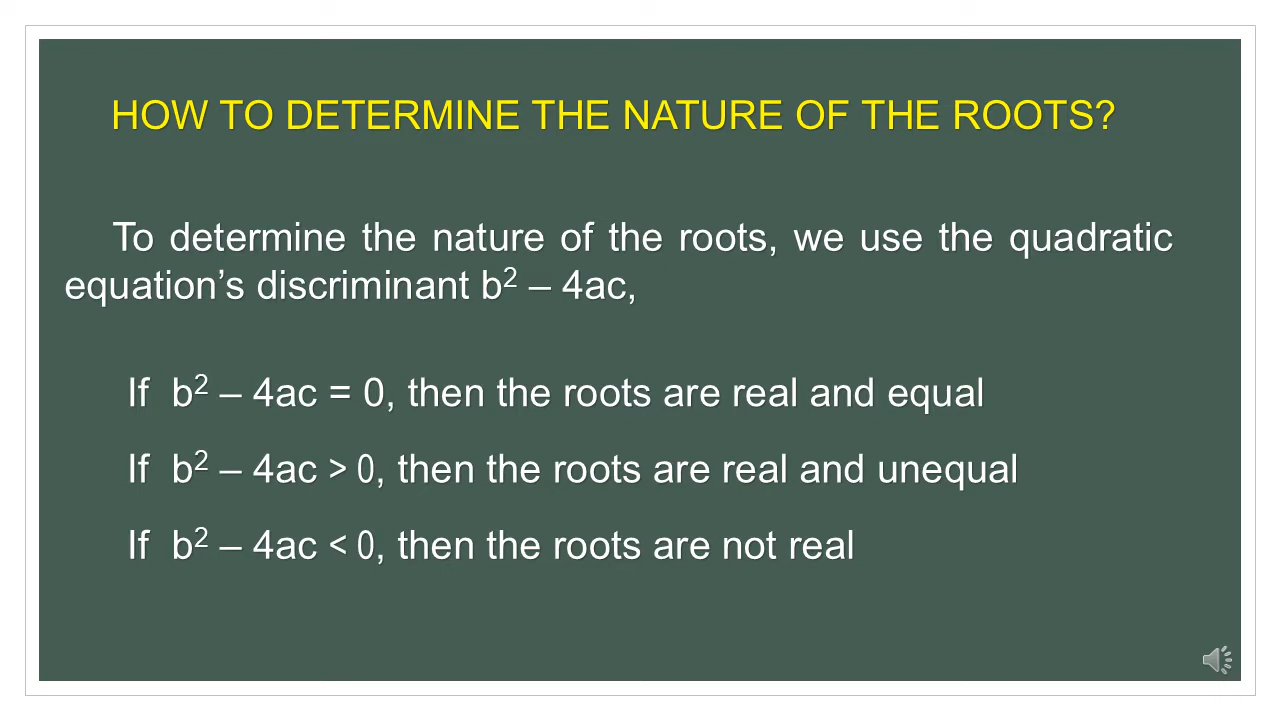 HOW TO DETERMINE THE NATURE OF THE ROOTS?
To determine the nature of the roots, we use the quadratic
equation’s discriminant b² – 4ac,
If b² – 4ac = 0, then the roots are real and equal
If b² – 4ac > 0, then the roots are real and unequal
If b² – 4ac < 0, then the roots are not real